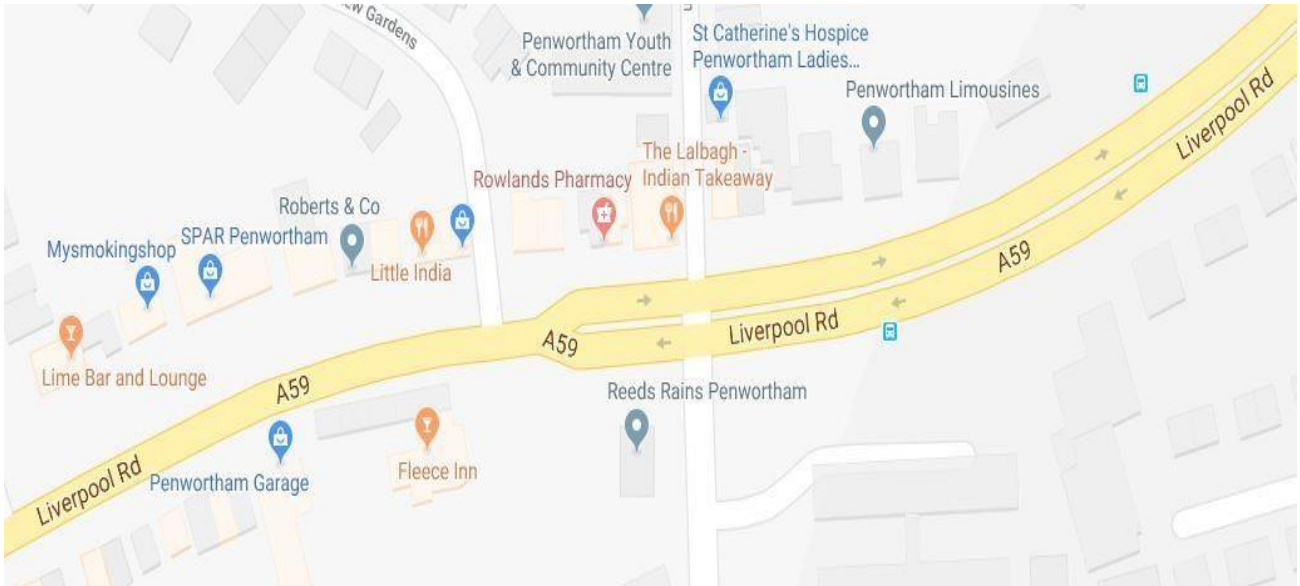 Gardens
Penwortham Youth
& Community Centre
St Catherine's Hospice
Penwortham Ladies...
Penwortham Limousines
Liverpool Rd
The Lalbagh -
Indian Takeaway
Rowlands Pharmacy
Roberts & Co
SPAR Penwortham
Mysmokingshop
Little India
A59
Liverpool Rd
A59
Lime Bar and Lounge
A59
Reeds Rains Penwortham
Fleece Inn
Penwortham Garage
Liverpool Rd